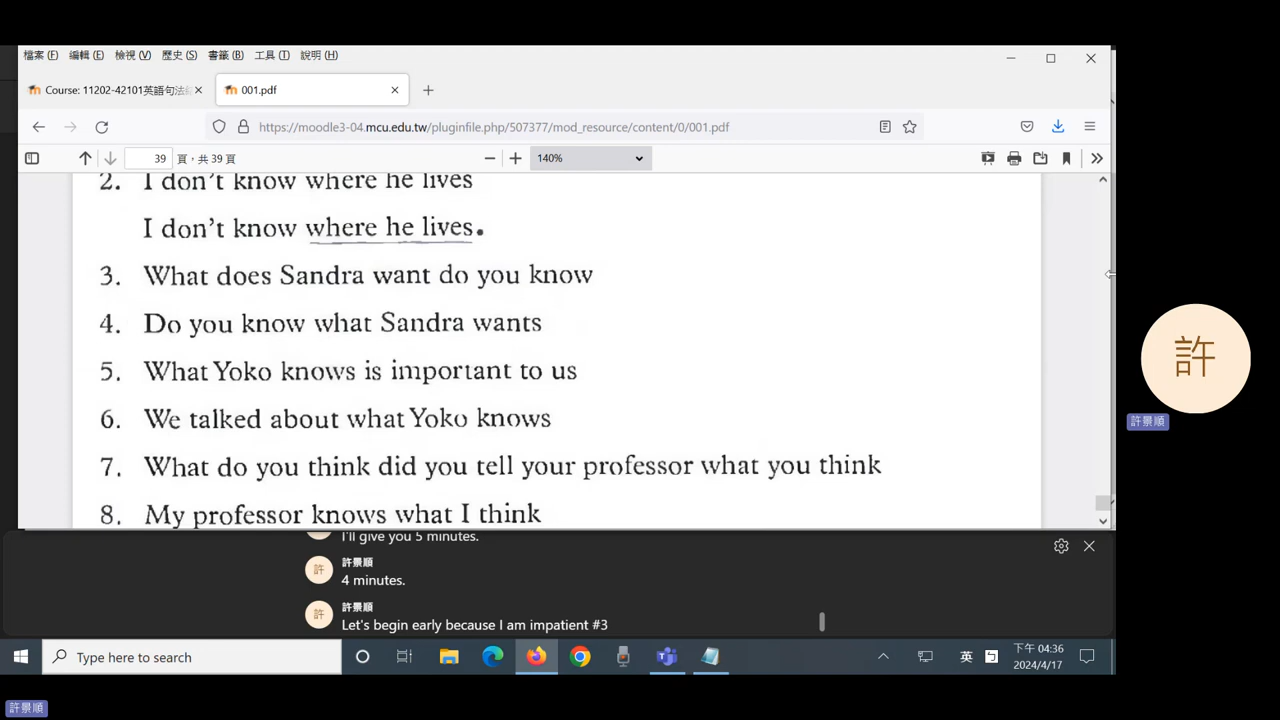 檔案 (F) 編輯 (E) 檢視 (V) 歷史 (S) 書籤 (B) 工具 (T) 說明 (H)
Course: 11202-42101英語句法
001.pdf
https://moodle3-04.mcu.edu.tw/pluginfile.php/507377/mod_resource/content/0/001.pdf
39 頁，共 39 頁
140%
2. I don't know where he lives
I don't know where he lives.
3. What does Sandra want do you know
4. Do you know what Sandra wants
5. What Yoko knows is important to us
6. We talked about what Yoko knows
7. What do you think did you tell your professor what you think
8. My professor knows what I think
許
許景順
I'll give you 5 minutes.
許
許景順
4 minutes.
許
許景順
Let's begin early because I am impatient #3
Type here to search
英
下午 04:36
2024/4/17
許景順